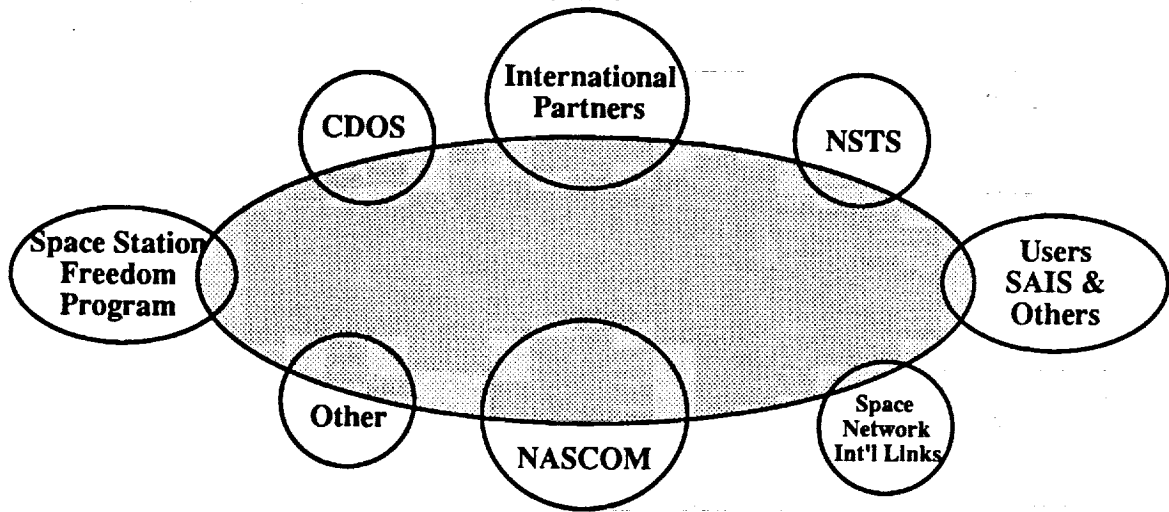 International
Partners
CDOS
NSTS
Space Station
Freedom
Program
Users
SAIS &
Others
Other
NASCOM
Space
Network
Int'l Links